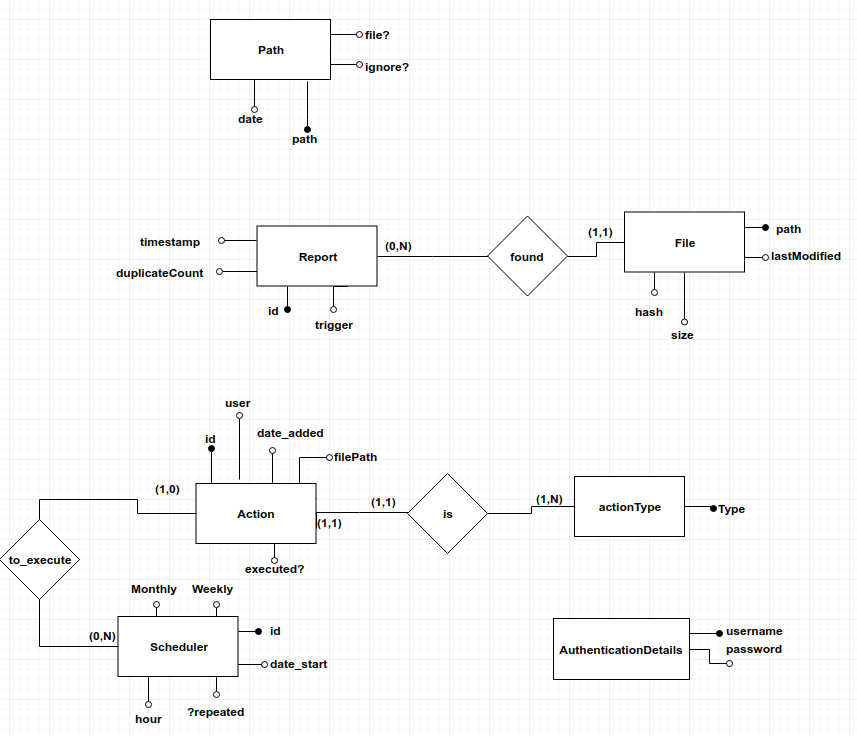 Path
file?
ignore?
date
path
timestamp
duplicateCount
Report
id
trigger
(0,N)
found
(1,1)
File
path
lastModified
hash
size
user
id
date_added
filePath
(1,0)
Action
(1,1)
(1,1)
is
(1,N)
actionType
Type
executed?
to_execute
Monthly
Weekly
(0,N)
Scheduler
id
date_start
hour
?repeated
AuthenticationDetails
username
password